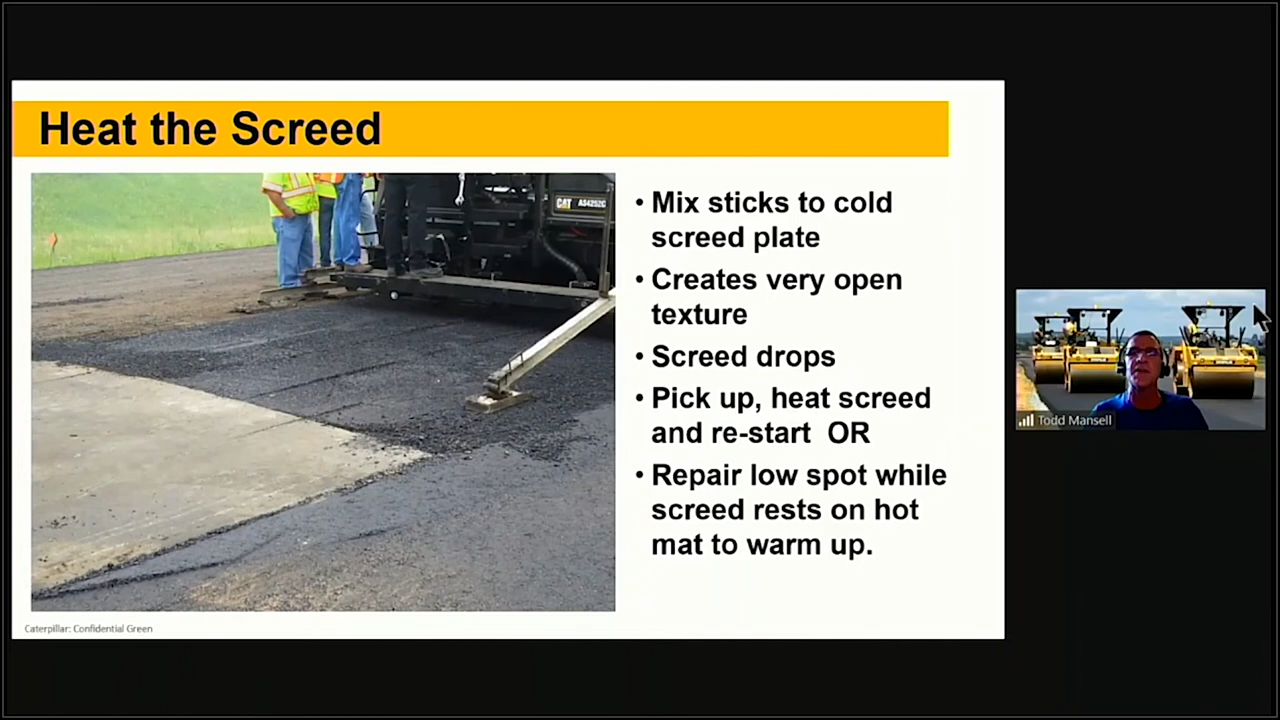 Heat the Screed
CAT AS4252C
• Mix sticks to cold
screed plate
• Creates very open
texture
• Screed drops
• Pick up, heat screed
and re-start OR
• Repair low spot while
screed rests on hot
mat to warm up.
Todd Mansell
Caterpillar: Confidential Green